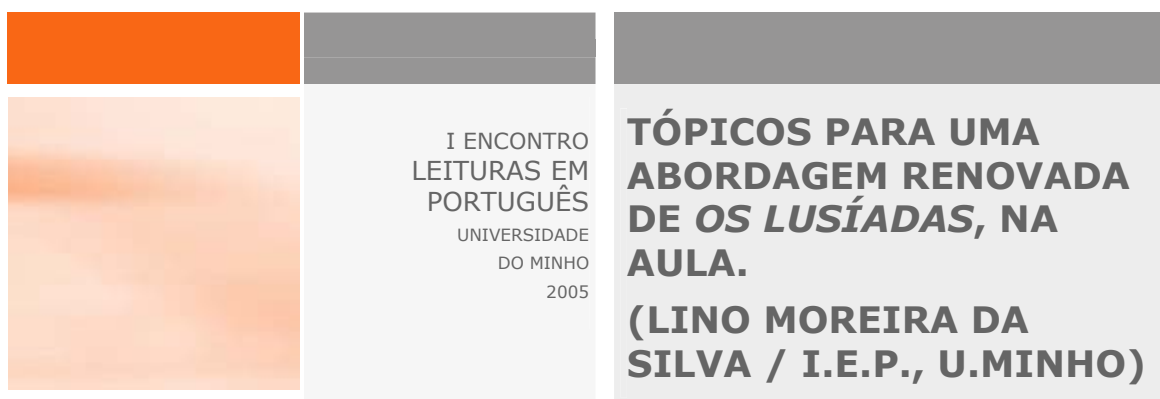 I ENCONTRO
LEITURAS EM
PORTUGUÊS
UNIVERSIDADE
DO MINHO
2005
TÓPICOS PARA UMA
ABORDAGEM RENOVADA
DE OS LUSÍADAS, NA
AULA.
(LINO MOREIRA DA
SILVA / I.E.P., U.MINHO)